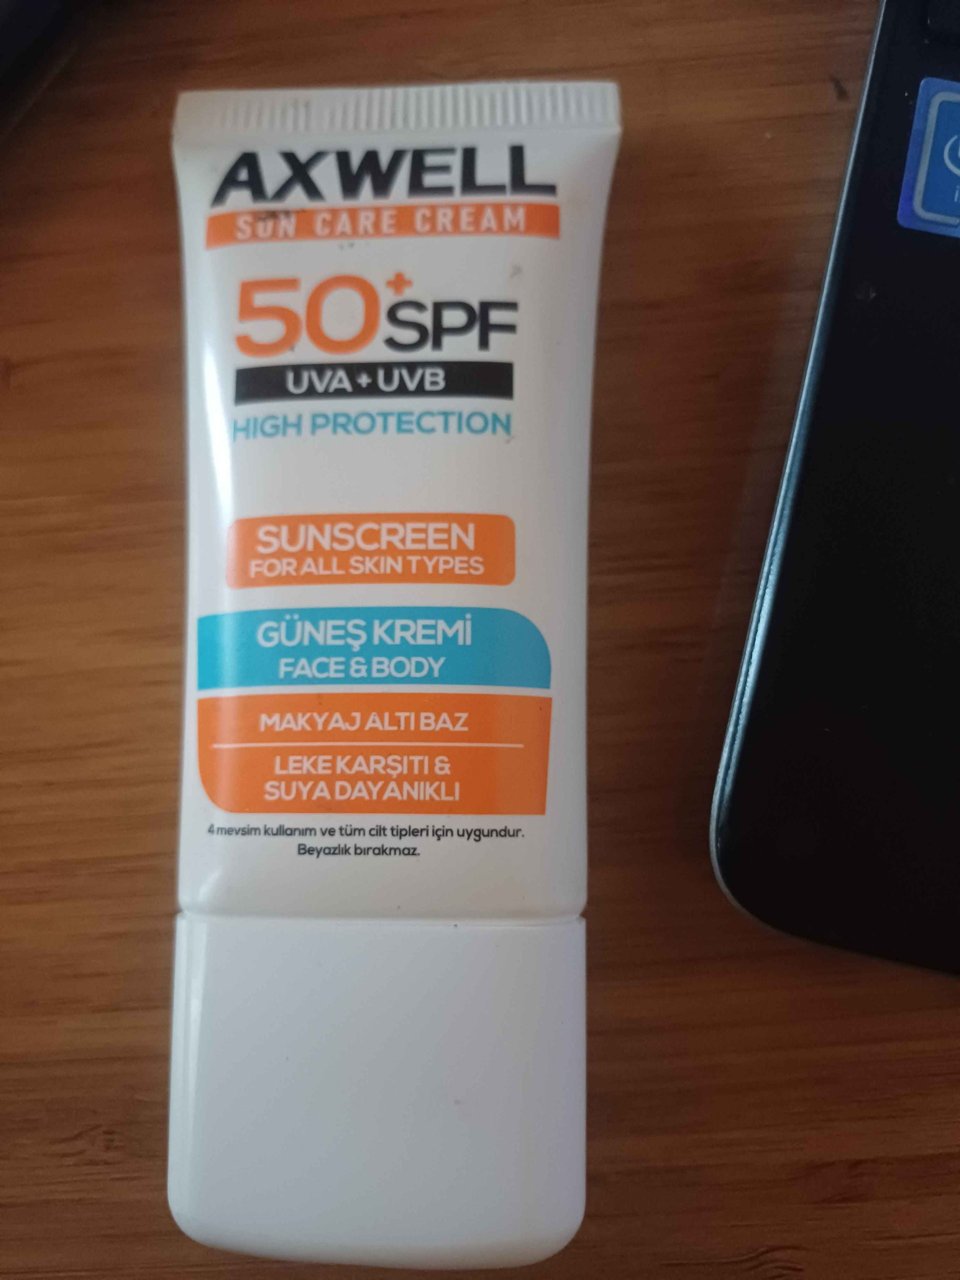 AXWELL
SUN CARE CREAM
50+ SPF
UVA + UVB
HIGH PROTECTION
SUNSCREEN
FOR ALL SKIN TYPES
GÜNEŞ KREMİ
FACE & BODY
MAKYAJ ALTI BAZ
LEKE KARŞITI &
SUYA DAYANIKLI
4 mevsim kullanım ve tüm cilt tipleri için uygundur.
Beyazlık bırakmaz.